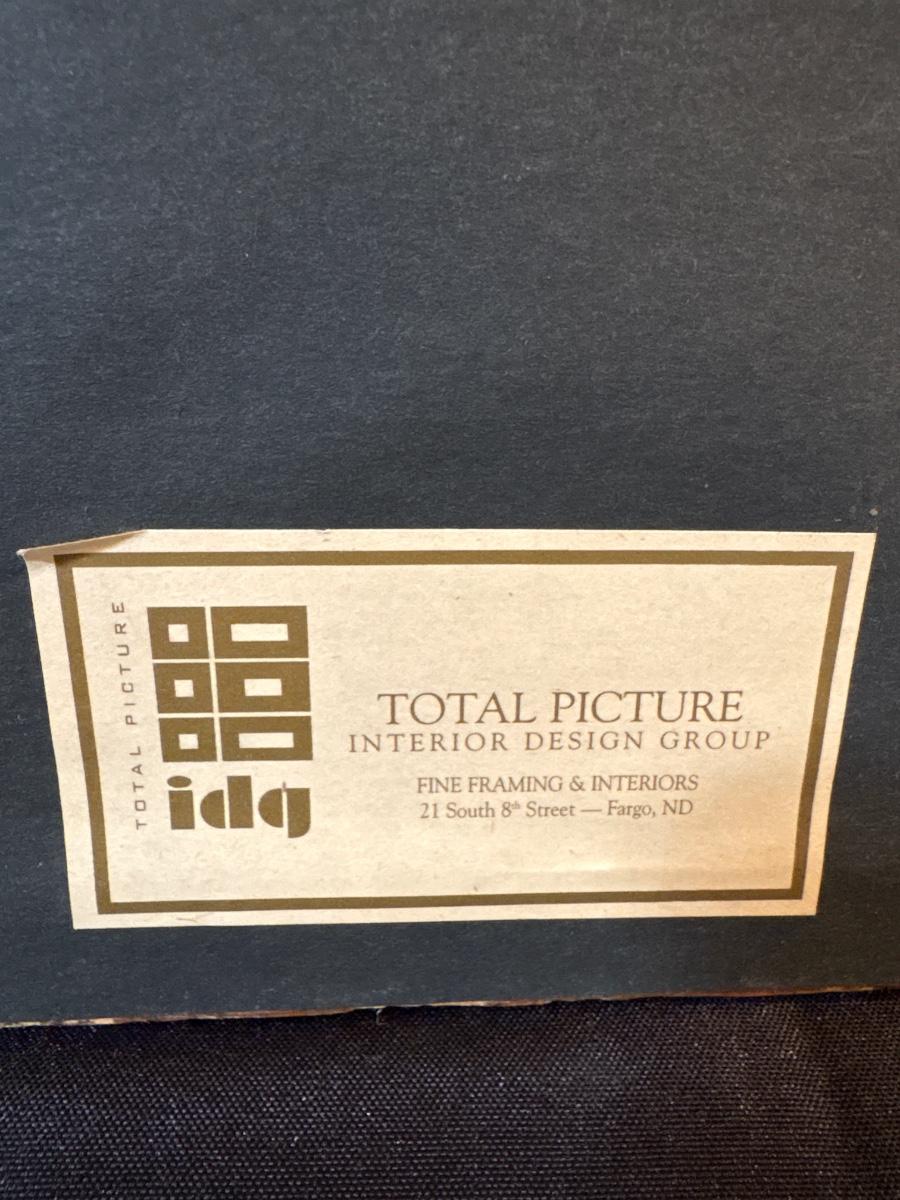 TOTAL PICTURE
idg
TOTAL PICTURE
INTERIOR DESIGN GROUP
FINE FRAMING & INTERIORS
21 South 8th Street — Fargo, ND